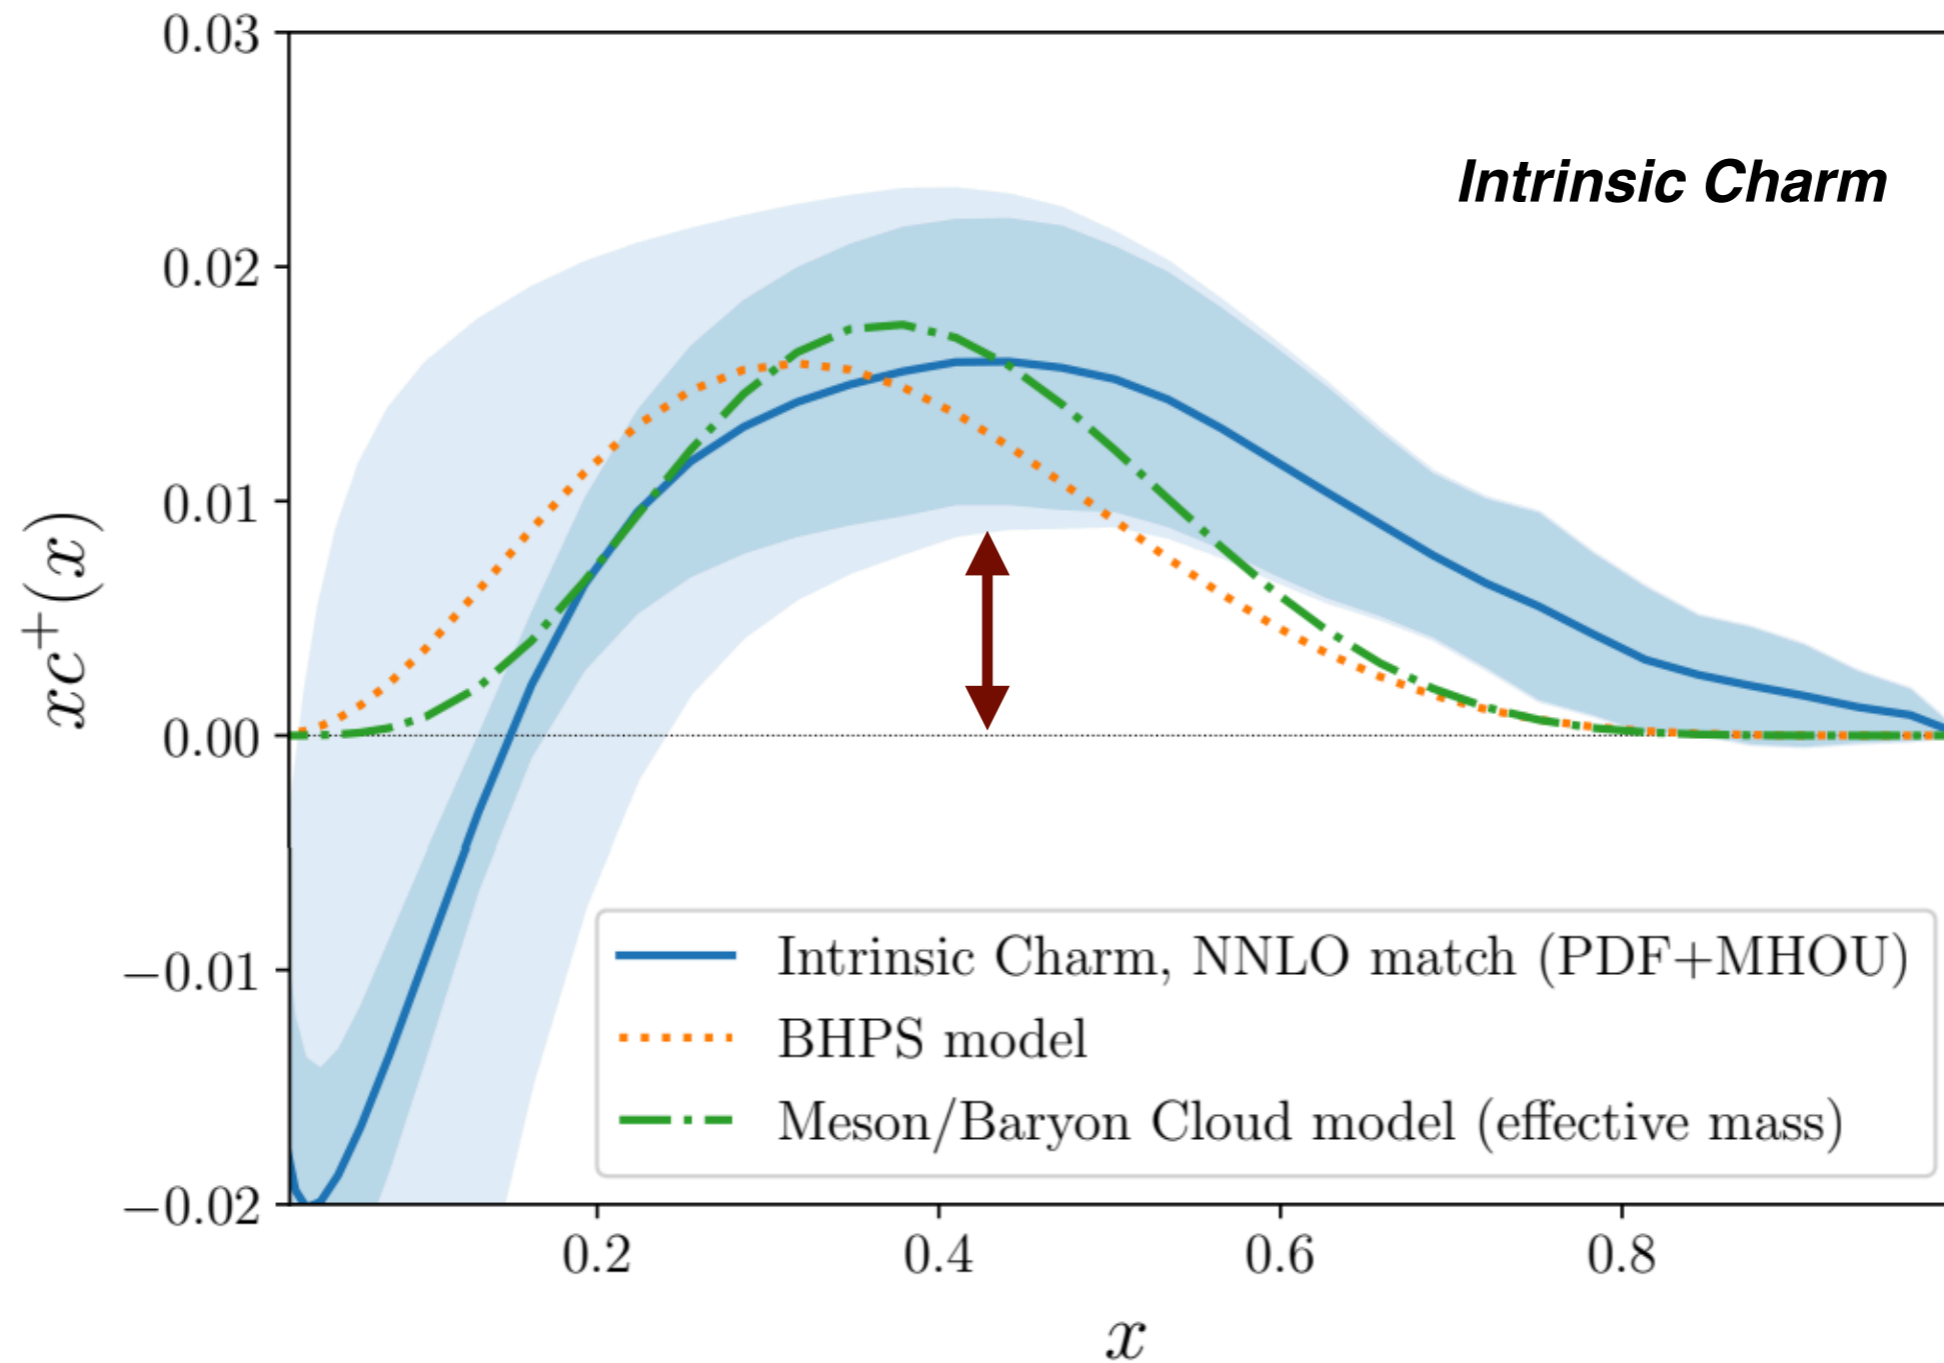 0.03
0.02
0.01
0.00
−0.01
−0.02
xc⁺(x)
Intrinsic Charm
Intrinsic Charm, NNLO match (PDF+MHOU)
BHPS model
Meson/Baryon Cloud model (effective mass)
0.2 0.4 0.6 0.8
x